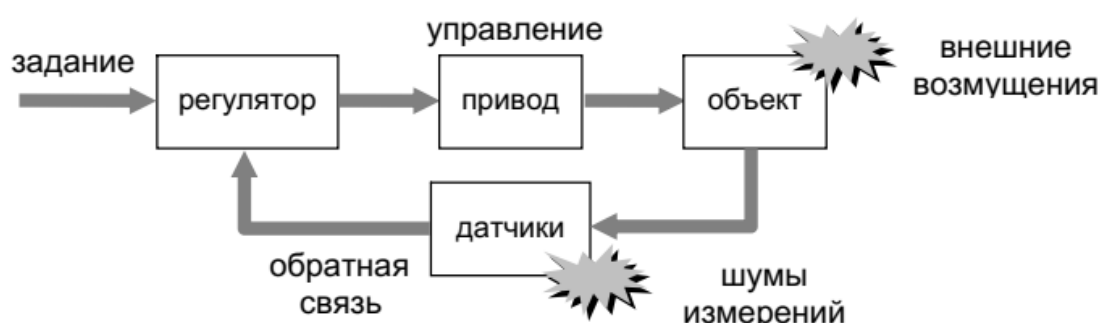 задание
регулятор
управление
привод
объект
внешние
возмущения
датчики
обратная
связь
шумы
измерений